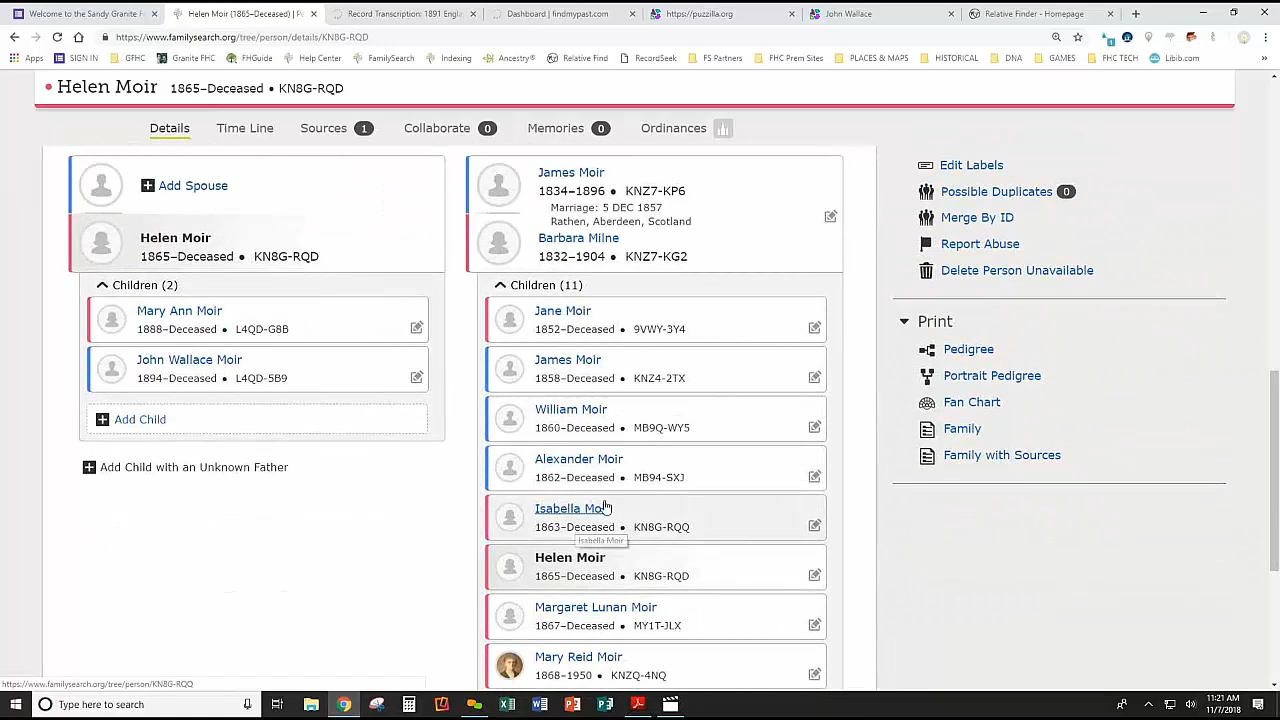 Welcome to the Sandy Granite F
Helen Moir (1865–Deceased) | Pe
Record Transcription: 1891 Engla
Dashboard | findmypast.com
https://puzzilla.org
John Wallace
Relative Finder - Homepage
https://www.familysearch.org/tree/person/details/KN8G-RQD
Apps
SIGN IN
GFHC
Granite FHC
FHGuide
Help Center
FamilySearch
Indexing
Ancestry®
Relative Find
RecordSeek
FS Partners
FHC Prem Sites
PLACES & MAPS
HISTORICAL
DNA
GAMES
FHC TECH
Libib.com
Helen Moir 1865–Deceased • KN8G-RQD
Details
Time Line
Sources 1
Collaborate 0
Memories 0
Ordinances
Add Spouse
Helen Moir
1865–Deceased • KN8G-RQD
Children (2)
Mary Ann Moir
1888–Deceased • L4QD-G8B
John Wallace Moir
1894–Deceased • L4QD-5B9
Add Child
Add Child with an Unknown Father
James Moir
1834–1896 • KNZ7-KP6
Marriage: 5 DEC 1857
Rathen, Aberdeen, Scotland
Barbara Milne
1832–1904 • KNZ7-KG2
Children (11)
Jane Moir
1852–Deceased • 9VWY-3Y4
James Moir
1858–Deceased • KNZ4-2TX
William Moir
1860–Deceased • MB9Q-WY5
Alexander Moir
1862–Deceased • MB94-SXJ
Isabella Moir
1863–Deceased • KN8G-RQQ
Isabella Moir
Helen Moir
1865–Deceased • KN8G-RQD
Margaret Lunan Moir
1867–Deceased • MY1T-JLX
Mary Reid Moir
1868–1950 • KNZQ-4NQ
Edit Labels
Possible Duplicates 0
Merge By ID
Report Abuse
Delete Person Unavailable
Print
Pedigree
Portrait Pedigree
Fan Chart
Family
Family with Sources
https://www.familysearch.org/tree/person/KN8G-RQQ
Type here to search
11:21 AM
11/7/2018